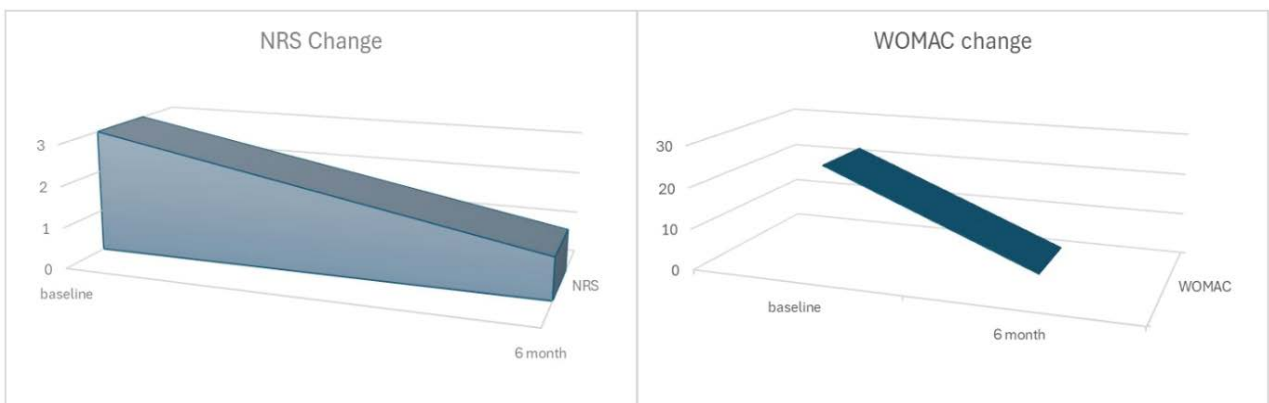 NRS Change
3
2
1
0
baseline
6 month
NRS
WOMAC change
30
20
10
0
baseline
6 month
WOMAC